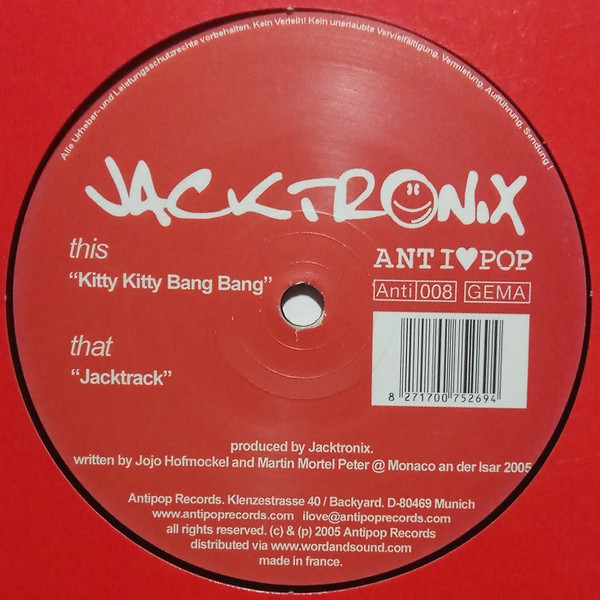 Alle Urheber- und Leistungsschutzrechte vorbehalten. Kein Verleih! Kein unerlaubte Vervielfältigung, Vermietung, Aufführung, Sendung !
JACKTRONiX
this
“Kitty Kitty Bang Bang”
ANTI♥POP
Anti 008 GEMA
that
“Jacktrack”
8 271700 752694
produced by Jacktronix.
written by Jojo Hofmockel and Martin Mortel Peter @ Monaco an der Isar 2005
Antipop Records. Klenzestrasse 40 / Backyard. D-80469 Munich
www.antipoprecords.com ilove@antipoprecords.com
all rights reserved. (c) & (p) 2005 Antipop Records
distributed via www.wordandsound.com
made in france.